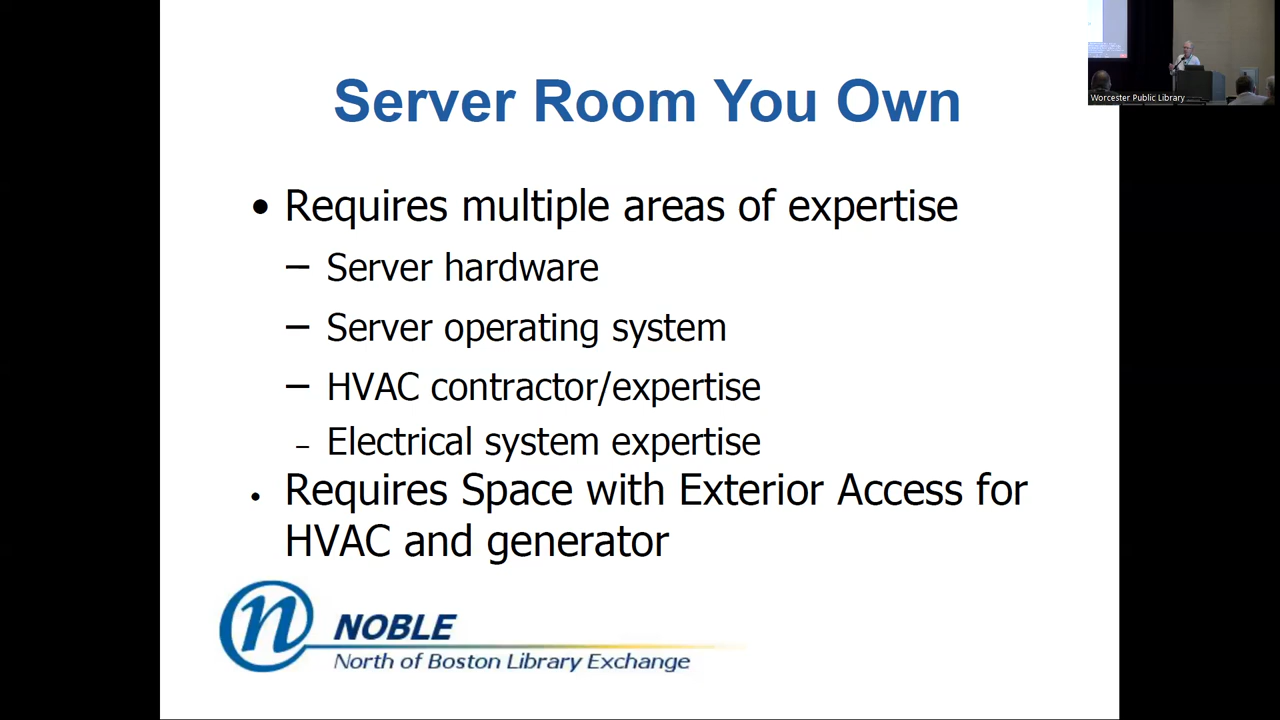 Server Room You Own
• Requires multiple areas of expertise
– Server hardware
– Server operating system
– HVAC contractor/expertise
– Electrical system expertise
• Requires Space with Exterior Access for
HVAC and generator
n NOBLE
North of Boston Library Exchange
Worcester Public Library